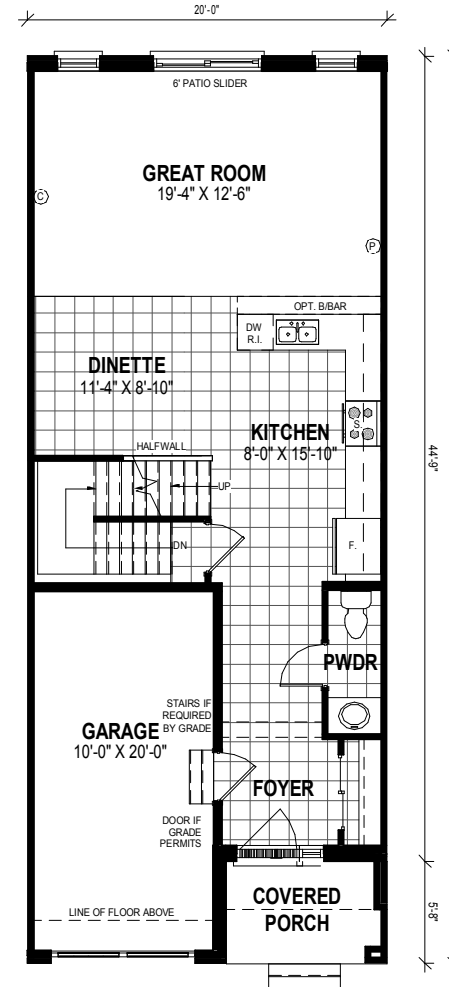 20'-0"
6' PATIO SLIDER
GREAT ROOM
19'-4" X 12'-6"
C
P
OPT. B/BAR
DW
R.I.
DINETTE
11'-4" X 8'-10"
S.
KITCHEN
8'-0" X 15'-10"
44'9"
HALFWALL
UP
DN
F.
PWDR
STAIRS IF
REQUIRED
BY GRADE
GARAGE
10'-0" X 20'-0"
FOYER
DOOR IF
GRADE
PERMITS
COVERED
PORCH
5'-8"
LINE OF FLOOR ABOVE